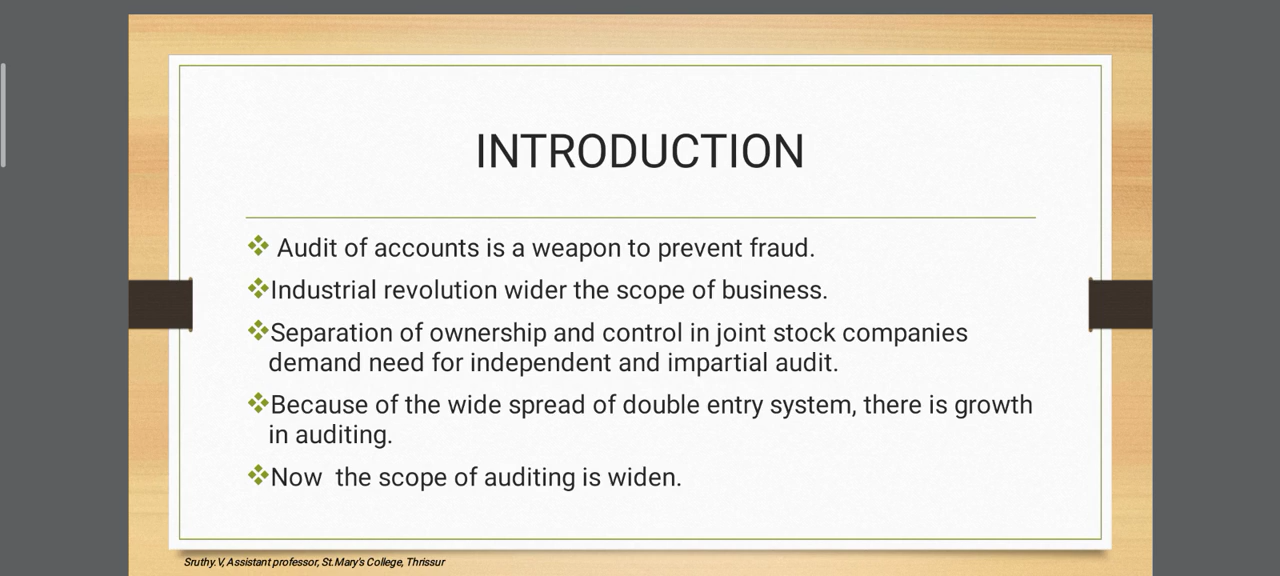 INTRODUCTION
Audit of accounts is a weapon to prevent fraud.
Industrial revolution wider the scope of business.
Separation of ownership and control in joint stock companies
demand need for independent and impartial audit.
Because of the wide spread of double entry system, there is growth
in auditing.
Now  the scope of auditing is widen.
Sruthy.V, Assistant professor, St.Mary's College, Thrissur